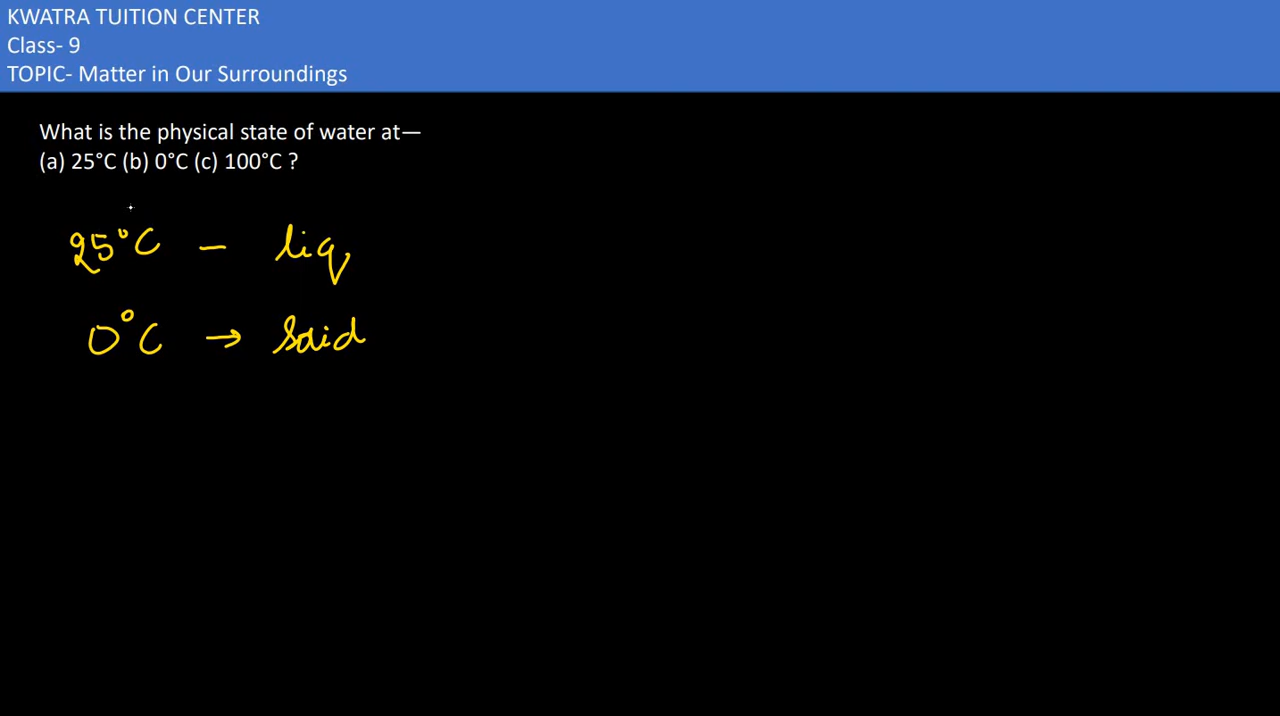 KWATRA TUITION CENTER
Class- 9
TOPIC- Matter in Our Surroundings
What is the physical state of water at—
(a) 25°C (b) 0°C (c) 100°C ?
25°C - liq,
0°C → Solid